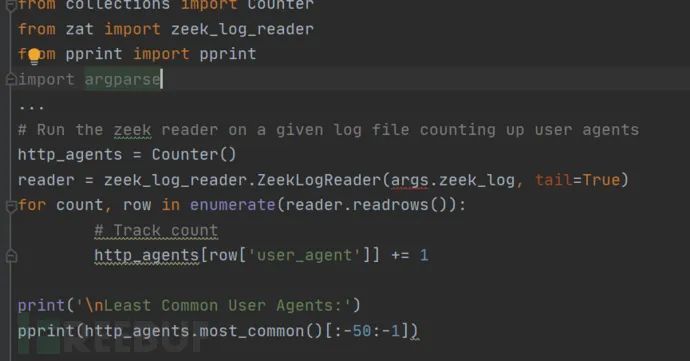 from collections import Counter
from zat import zeek_log_reader
from pprint import pprint
import argparse
...
# Run the zeek reader on a given log file counting up user agents
http_agents = Counter()
reader = zeek_log_reader.ZeekLogReader(args.zeek_log, tail=True)
for count, row in enumerate(reader.readrows()):
        # Track count
        http_agents[row['user_agent']] += 1

print('\nLeast Common User Agents:')
pprint(http_agents.most_common()[:-50:-1])
REEBUF